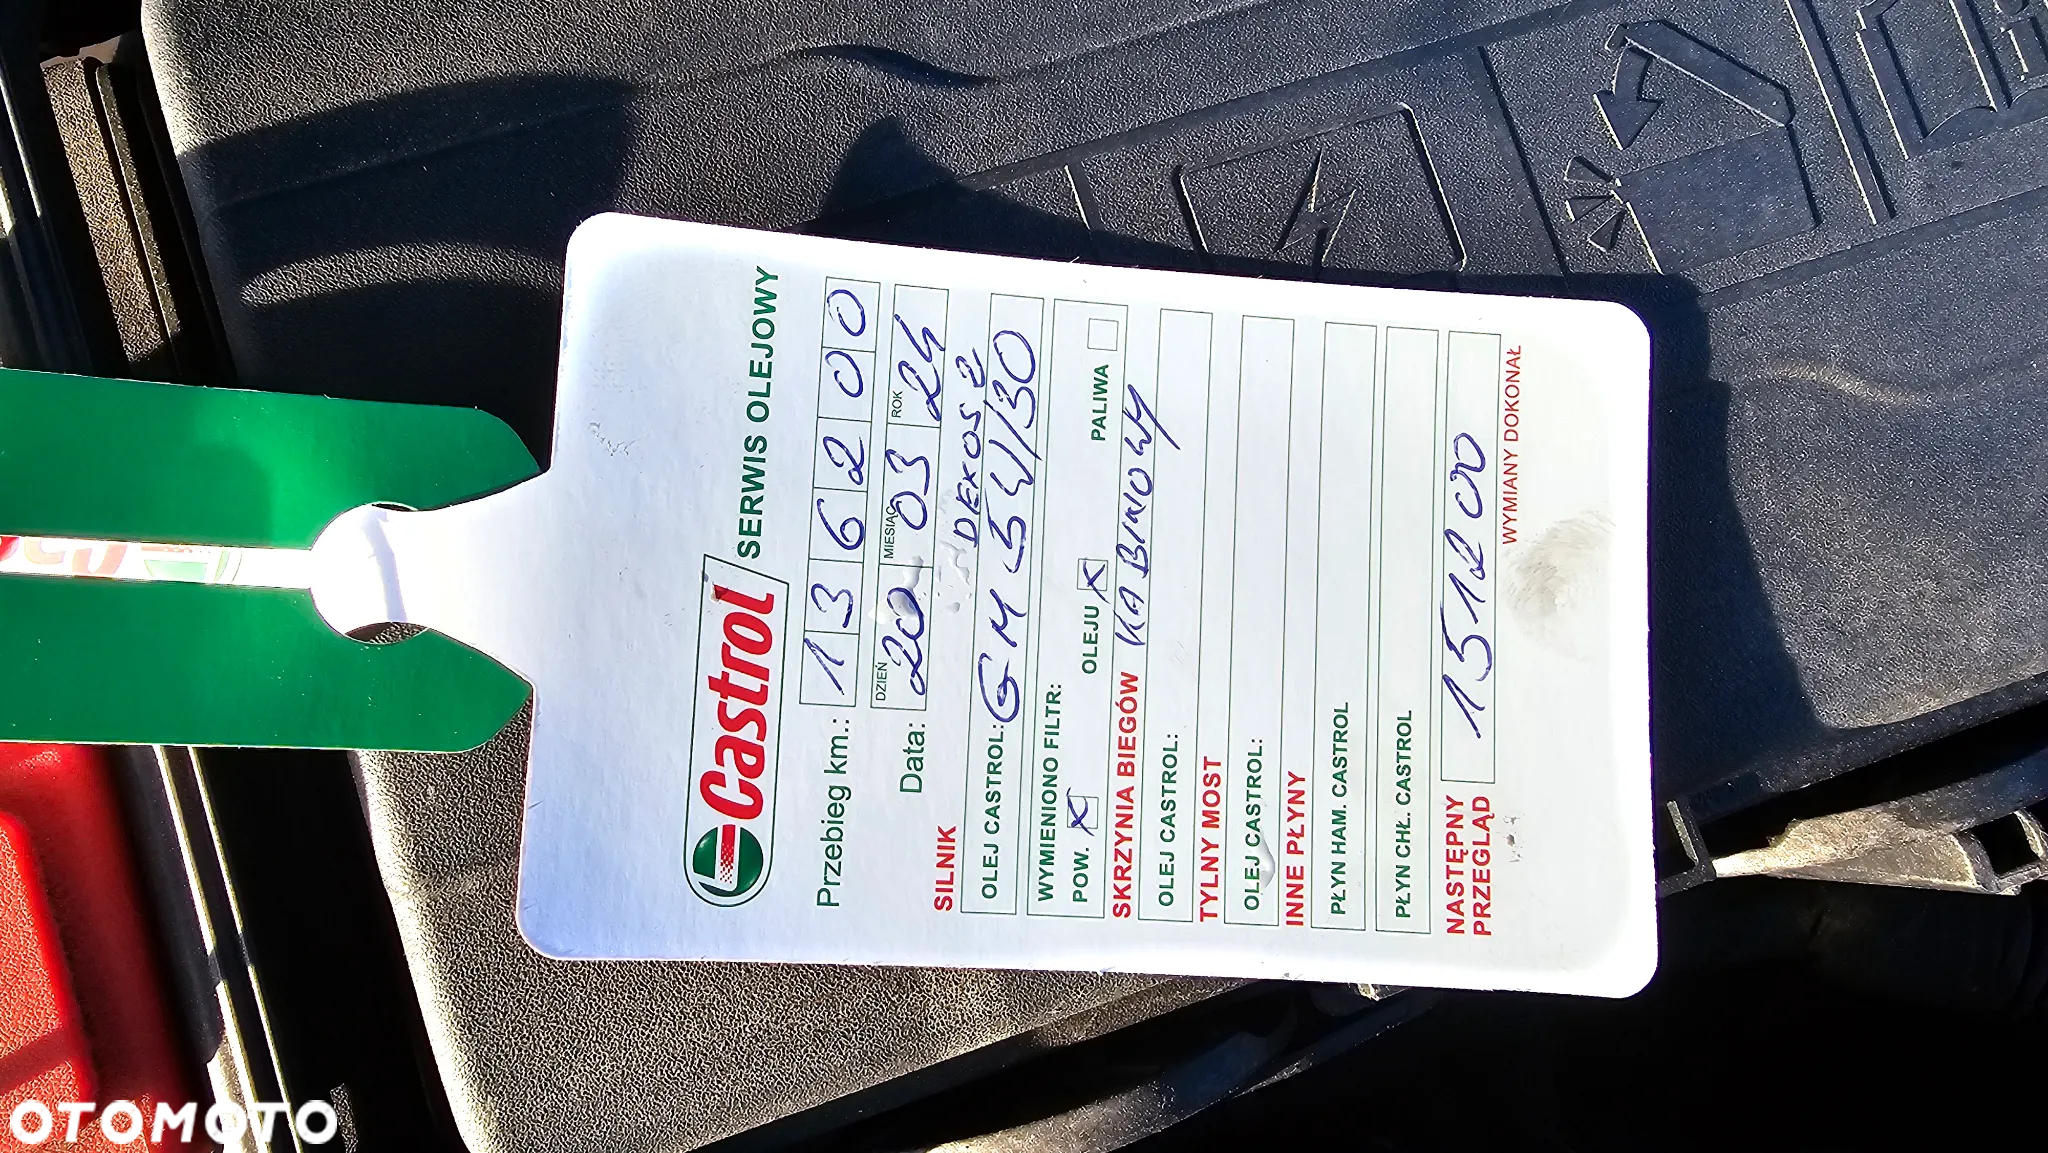 Castrol SERWIS OLEJOWY
Przebieg km.: 136200
DZIEŃ MIESIĄC ROK
Data: 20 03 24
SILNIK DEXOS 2
OLEJ CASTROL: GM 5W/30
WYMIENIONO FILTR:
POW. X OLEJU X PALIWA
SKRZYNIA BIEGÓW KABINOWY
OLEJ CASTROL:
TYLNY MOST
OLEJ CASTROL:
INNE PŁYNY
PŁYN HAM. CASTROL
PŁYN CHŁ. CASTROL
NASTĘPNY
PRZEGLĄD 151200
WYMIANY DOKONAŁ
OTOMOTO